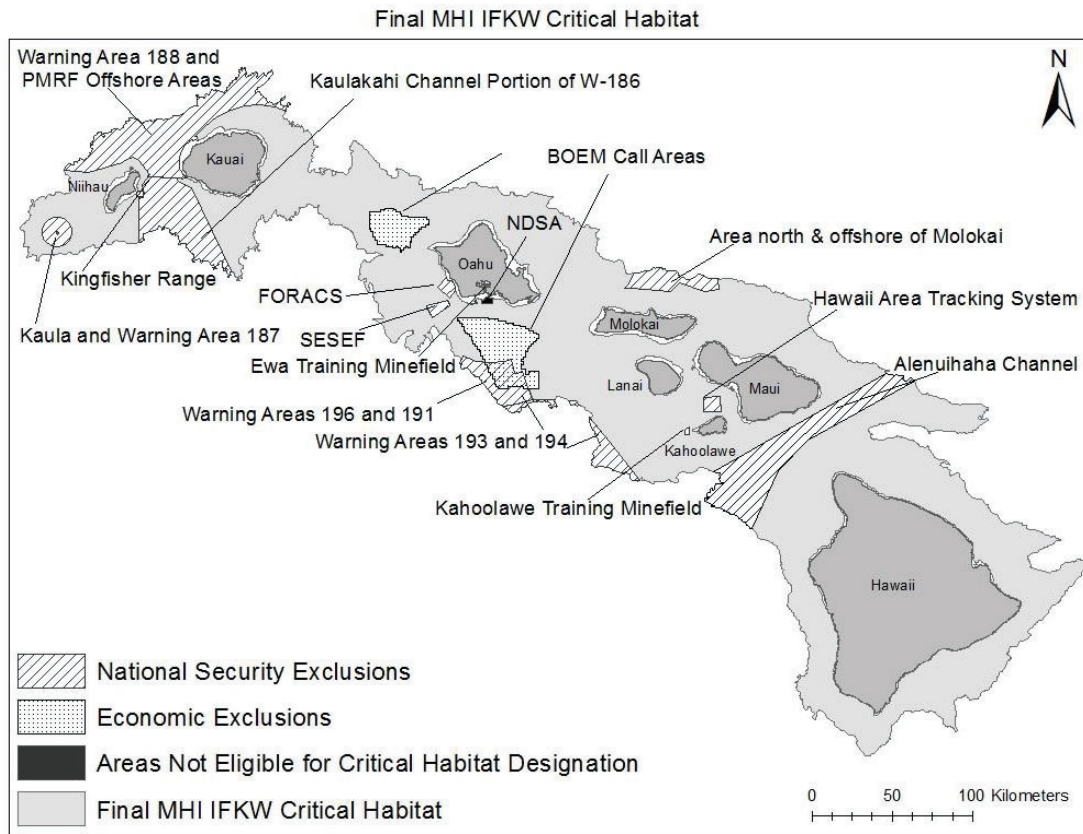 Final MHI IFKW Critical Habitat
Warning Area 188 and
PMRF Offshore Areas
Kaulakahi Channel Portion of W-186
N
BOEM Call Areas
Kauai
Niihau
NDSA
Area north & offshore of Molokai
Oahu
Kingfisher Range
FORACS
Hawaii Area Tracking System
Kaula and Warning Area 187
SESEF
Molokai
Ewa Training Minefield
Alenuihaha Channel
Lanai
Maui
Warning Areas 196 and 191
Warning Areas 193 and 194
Kahoolawe
Kahoolawe Training Minefield
Hawaii
National Security Exclusions
Economic Exclusions
Areas Not Eligible for Critical Habitat Designation
Final MHI IFKW Critical Habitat
0 50 100 Kilometers